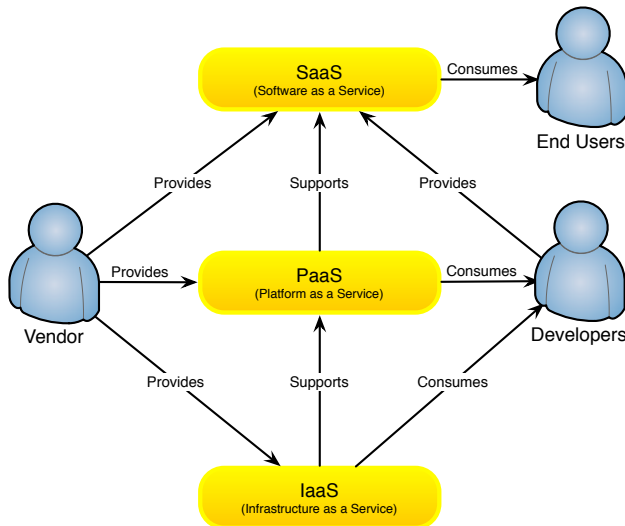 SaaS
(Software as a Service)
Consumes
End Users
Provides
Supports
Provides
Vendor
Provides
PaaS
(Platform as a Service)
Consumes
Developers
Provides
Supports
Consumes
IaaS
(Infrastructure as a Service)